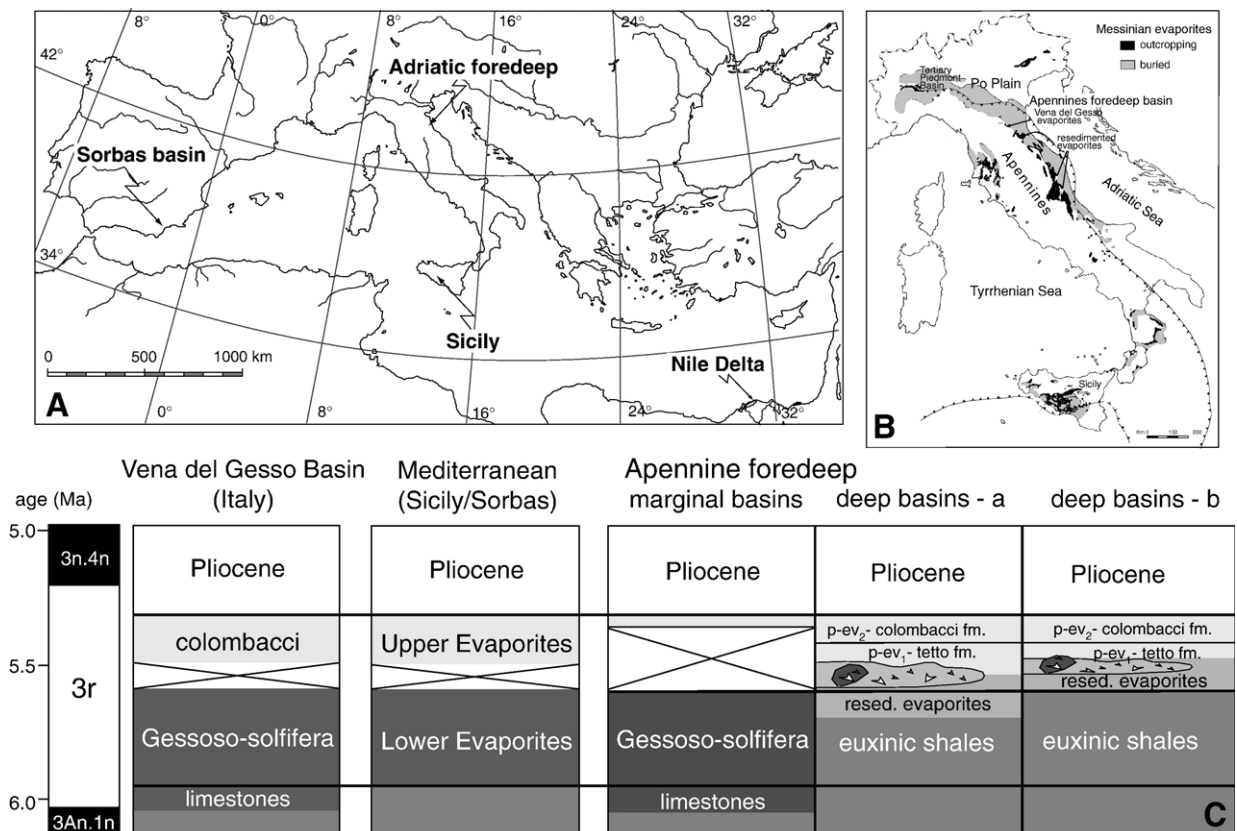 8°
0°
8°
16°
24°
32°
42°
Adriatic foredeep
Sorbas basin
34°
Sicily
Nile Delta
0 500 1000 km
A
0°
8°
16°
24°
32°
Messinian evaporites
outcropping
buried
Tertiary
Piedmont
Basin
Po Plain
Apennines foredeep basin
Vena del Gesso
evaporites
resedimented
evaporites
Apennines
Adriatic Sea
Tyrrhenian Sea
Sicily
Km 0 100 200
B
age (Ma)
Vena del Gesso Basin
(Italy)
Mediterranean
(Sicily/Sorbas)
Apennine foredeep
marginal basins
deep basins - a
deep basins - b
5.0
5.5
6.0
3n.4n
3r
3An.1n
Pliocene
colombacci
Gessoso-solfifera
limestones
Pliocene
Upper Evaporites
Lower Evaporites
Pliocene
Gessoso-solfifera
limestones
Pliocene
p-ev2- colombacci fm.
p-ev1- tetto fm.
resed. evaporites
euxinic shales
Pliocene
p-ev2- colombacci fm.
p-ev1- tetto fm.
resed. evaporites
euxinic shales
C